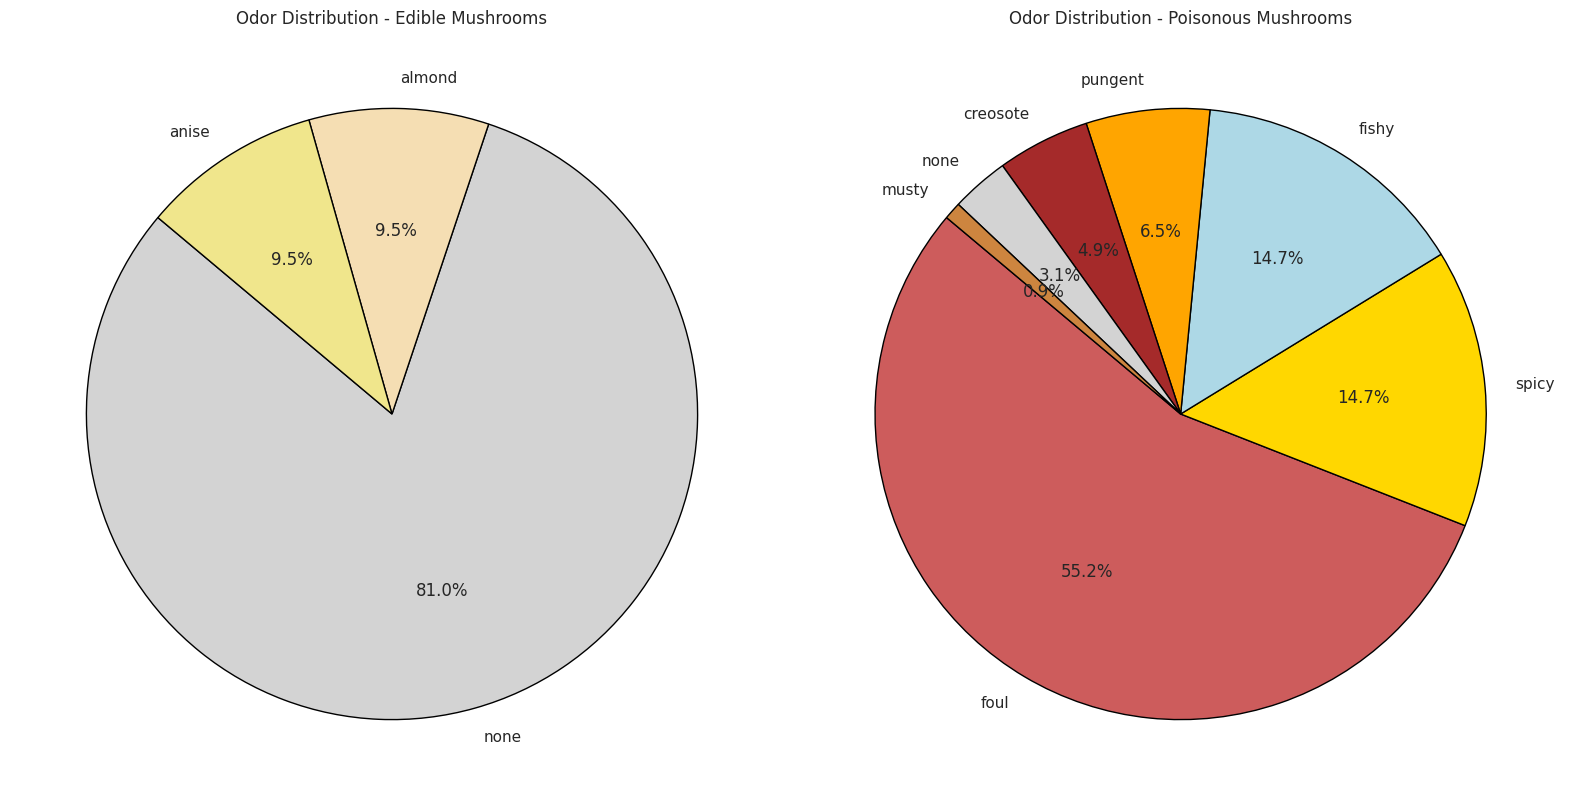 Odor Distribution - Edible Mushrooms
almond
anise
9.5%
9.5%
81.0%
none
Odor Distribution - Poisonous Mushrooms
pungent
creosote
fishy
none
musty
6.5%
4.9%
14.7%
3.1%
0.9%
spicy
14.7%
55.2%
foul